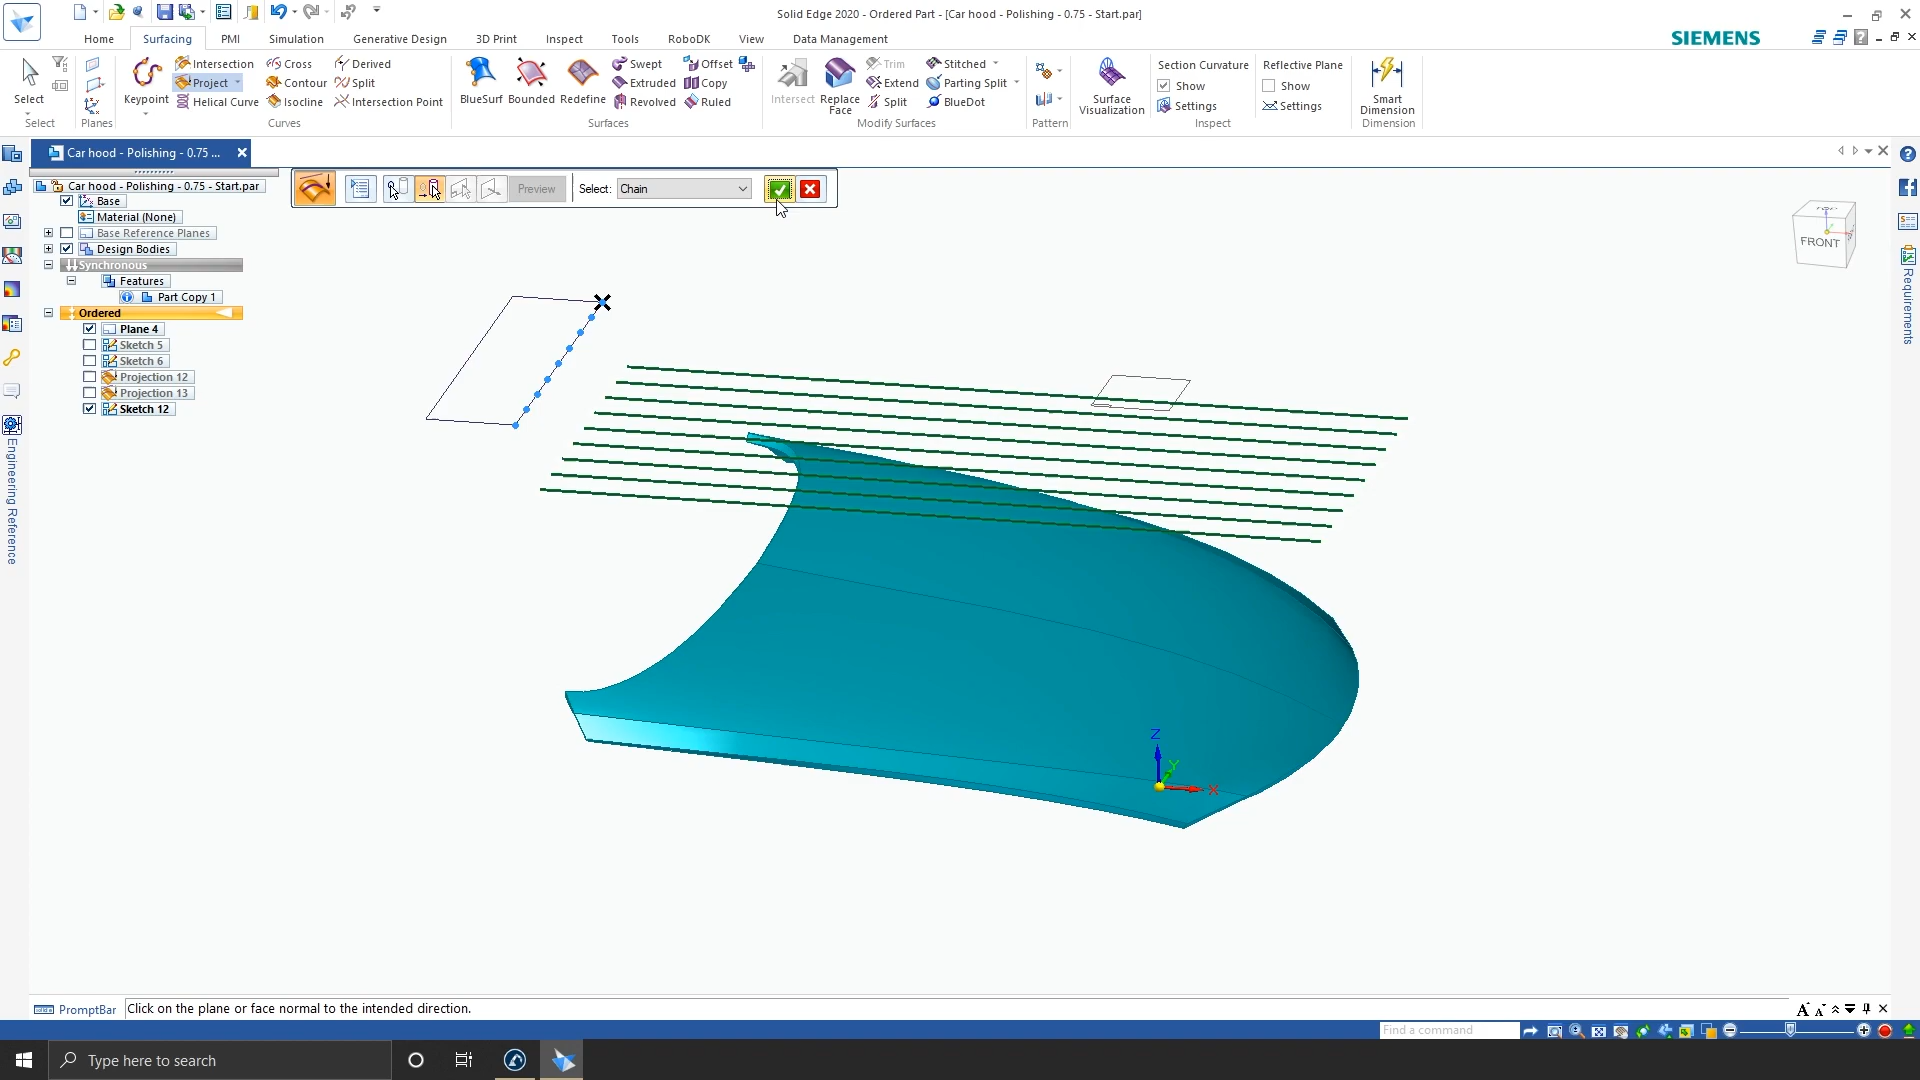 Solid Edge 2020 - Ordered Part - [Car hood - Polishing - 0.75 - Start.par]
Home Surfacing PMI Simulation Generative Design 3D Print Inspect Tools RoboDK View Data Management
SIEMENS
Select
Select
Planes
Keypoint
Intersection
Project
Helical Curve
Cross
Contour
Isocline
Derived
Split
Intersection Point
Curves
BlueSurf
Bounded
Redefine
Swept
Extruded
Revolved
Offset
Copy
Ruled
Surfaces
Intersect
Replace
Face
Trim
Extend
Split
Stitched
Parting Split
BlueDot
Modify Surfaces
Pattern
Surface
Visualization
Section Curvature
Show
Settings
Reflective Plane
Show
Settings
Inspect
Smart
Dimension
Dimension
Car hood - Polishing - 0.75 ...
Car hood - Polishing - 0.75 - Start.par
Base
Material (None)
Base Reference Planes
Design Bodies
Synchronous
Features
Part Copy 1
Ordered
Plane 4
Sketch 5
Sketch 6
Projection 12
Projection 13
Sketch 12
Preview
Select: Chain
TOP
FRONT
Requirements
Engineering Reference
Z
Y
X
PromptBar
Click on the plane or face normal to the intended direction.
Find a command
Type here to search